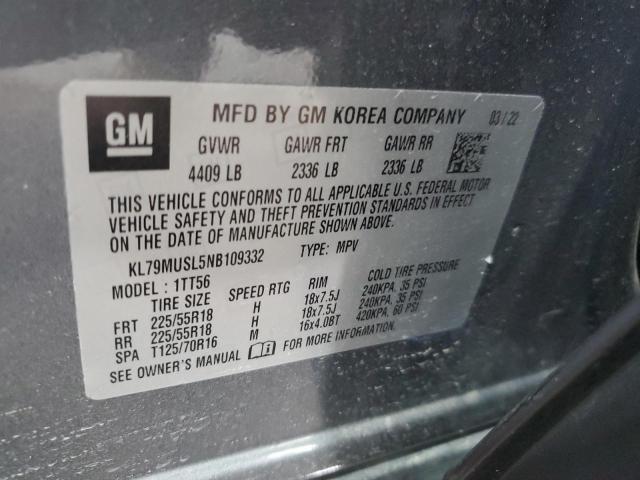 GM
MFD BY GM KOREA COMPANY 03/22
GVWR GAWR FRT GAWR RR
4409 LB 2336 LB 2336 LB
THIS VEHICLE CONFORMS TO ALL APPLICABLE U.S. FEDERAL MOTOR
VEHICLE SAFETY AND THEFT PREVENTION STANDARDS IN EFFECT
ON THE DATE OF MANUFACTURE SHOWN ABOVE.
KL79MUSL5NB109332 TYPE: MPV
MODEL : 1TT56
TIRE SIZE SPEED RTG RIM COLD TIRE PRESSURE
FRT 225/55R18 H 18x7.5J 240KPA, 35 PSI
RR 225/55R18 H 18x7.5J 240KPA, 35 PSI
SPA T125/70R16 M 16x4.0BT 420KPA, 60 PSI
SEE OWNER'S MANUAL FOR MORE INFORMATION.